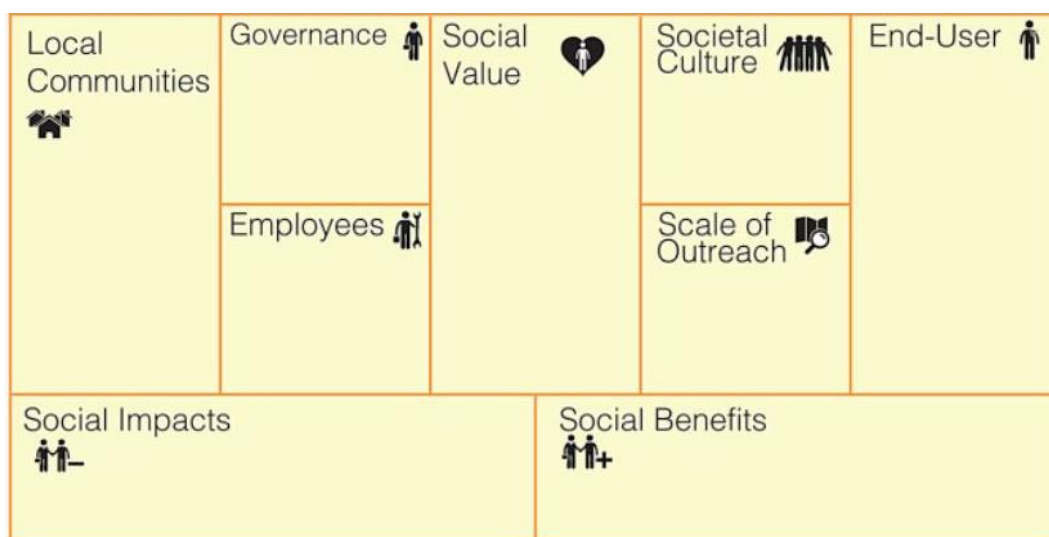 Local
Communities
Governance
Employees
Social
Value
Societal
Culture
Scale of
Outreach
End-User
Social Impacts
Social Benefits